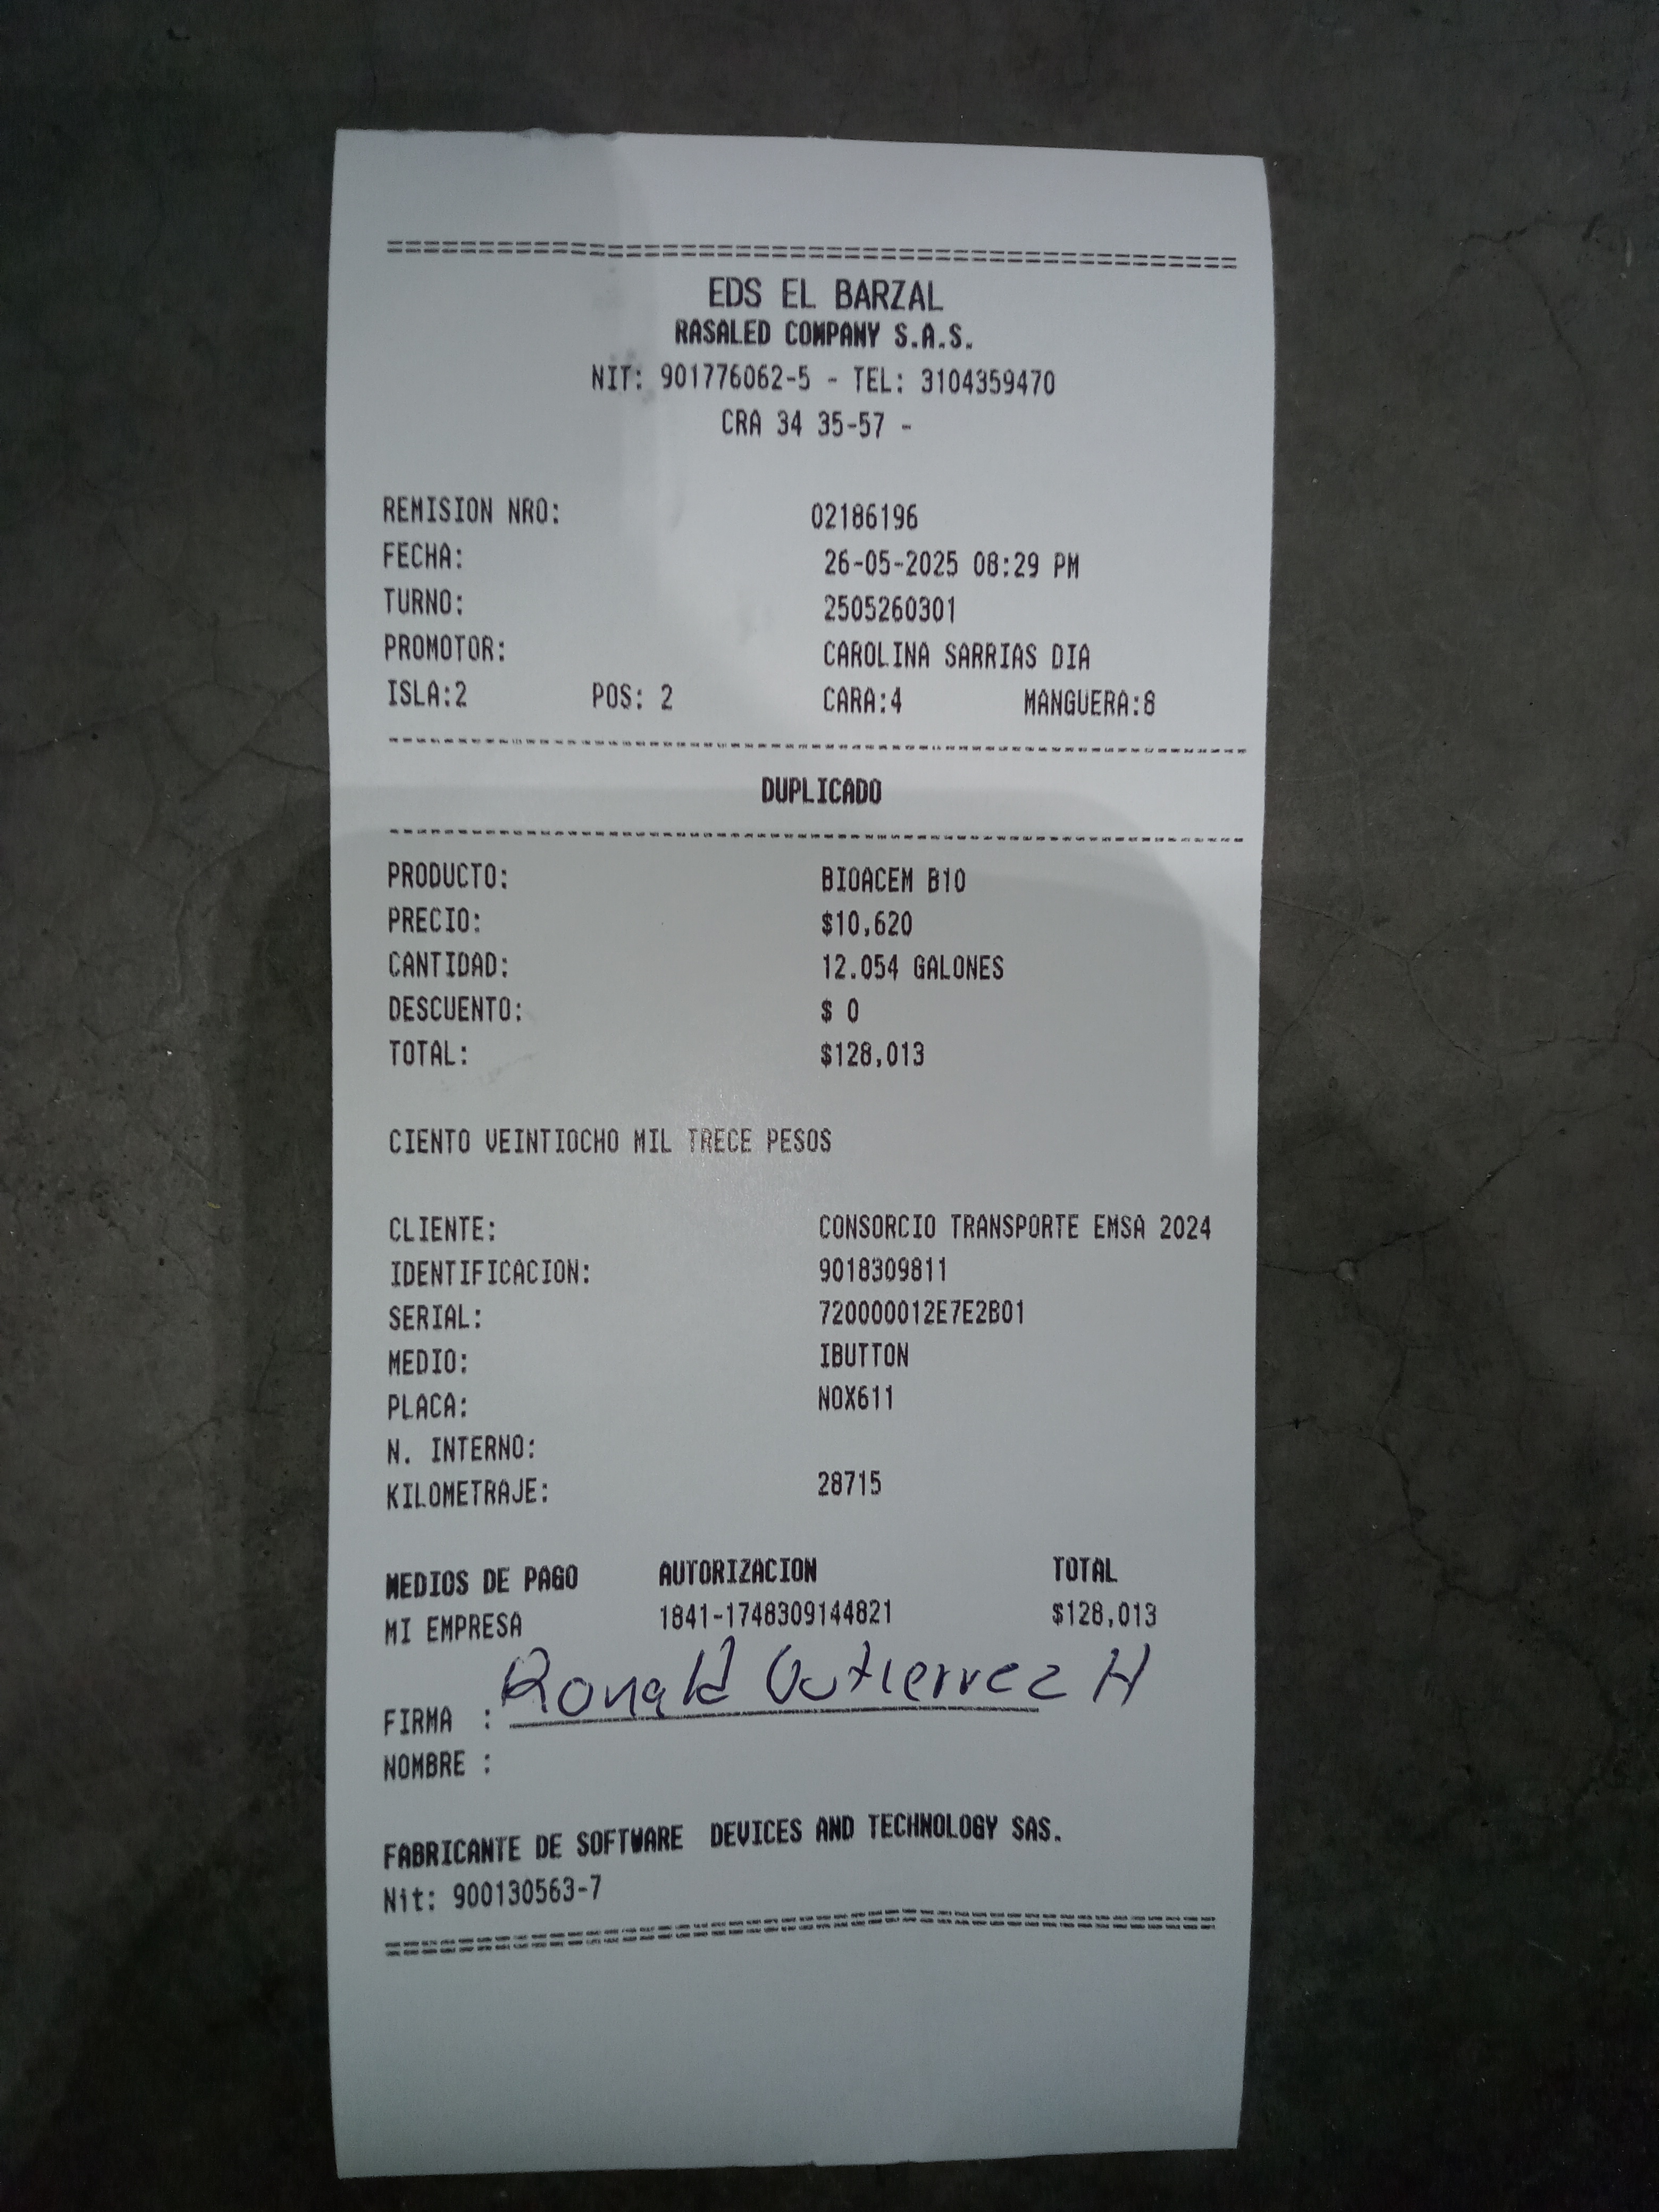 EDS EL BARZAL
RASALED COMPANY S.A.S.
NIT: 901776062-5 - TEL: 3104359470
CRA 34 35-57 -
REMISION NRO: 02186196
FECHA: 26-05-2025 08:29 PM
TURNO: 2505260301
PROMOTOR: CAROLINA SARRIAS DIA
ISLA:2 POS: 2 CARA:4 MANGUERA:8
DUPLICADO
PRODUCTO: BIOACEM B10
PRECIO: $10,620
CANTIDAD: 12.054 GALONES
DESCUENTO: $ 0
TOTAL: $128,013
CIENTO VEINTIOCHO MIL TRECE PESOS
CLIENTE: CONSORCIO TRANSPORTE EMSA 2024
IDENTIFICACION: 9018309811
SERIAL: 720000012E7E2B01
MEDIO: IBUTTON
PLACA: NOX611
N. INTERNO:
KILOMETRAJE: 28715
MEDIOS DE PAGO AUTORIZACION TOTAL
MI EMPRESA 1841-1748309144821 $128,013
FIRMA : Ronald Gutierrez H
NOMBRE :
FABRICANTE DE SOFTWARE DEVICES AND TECHNOLOGY SAS.
Nit: 900130563-7